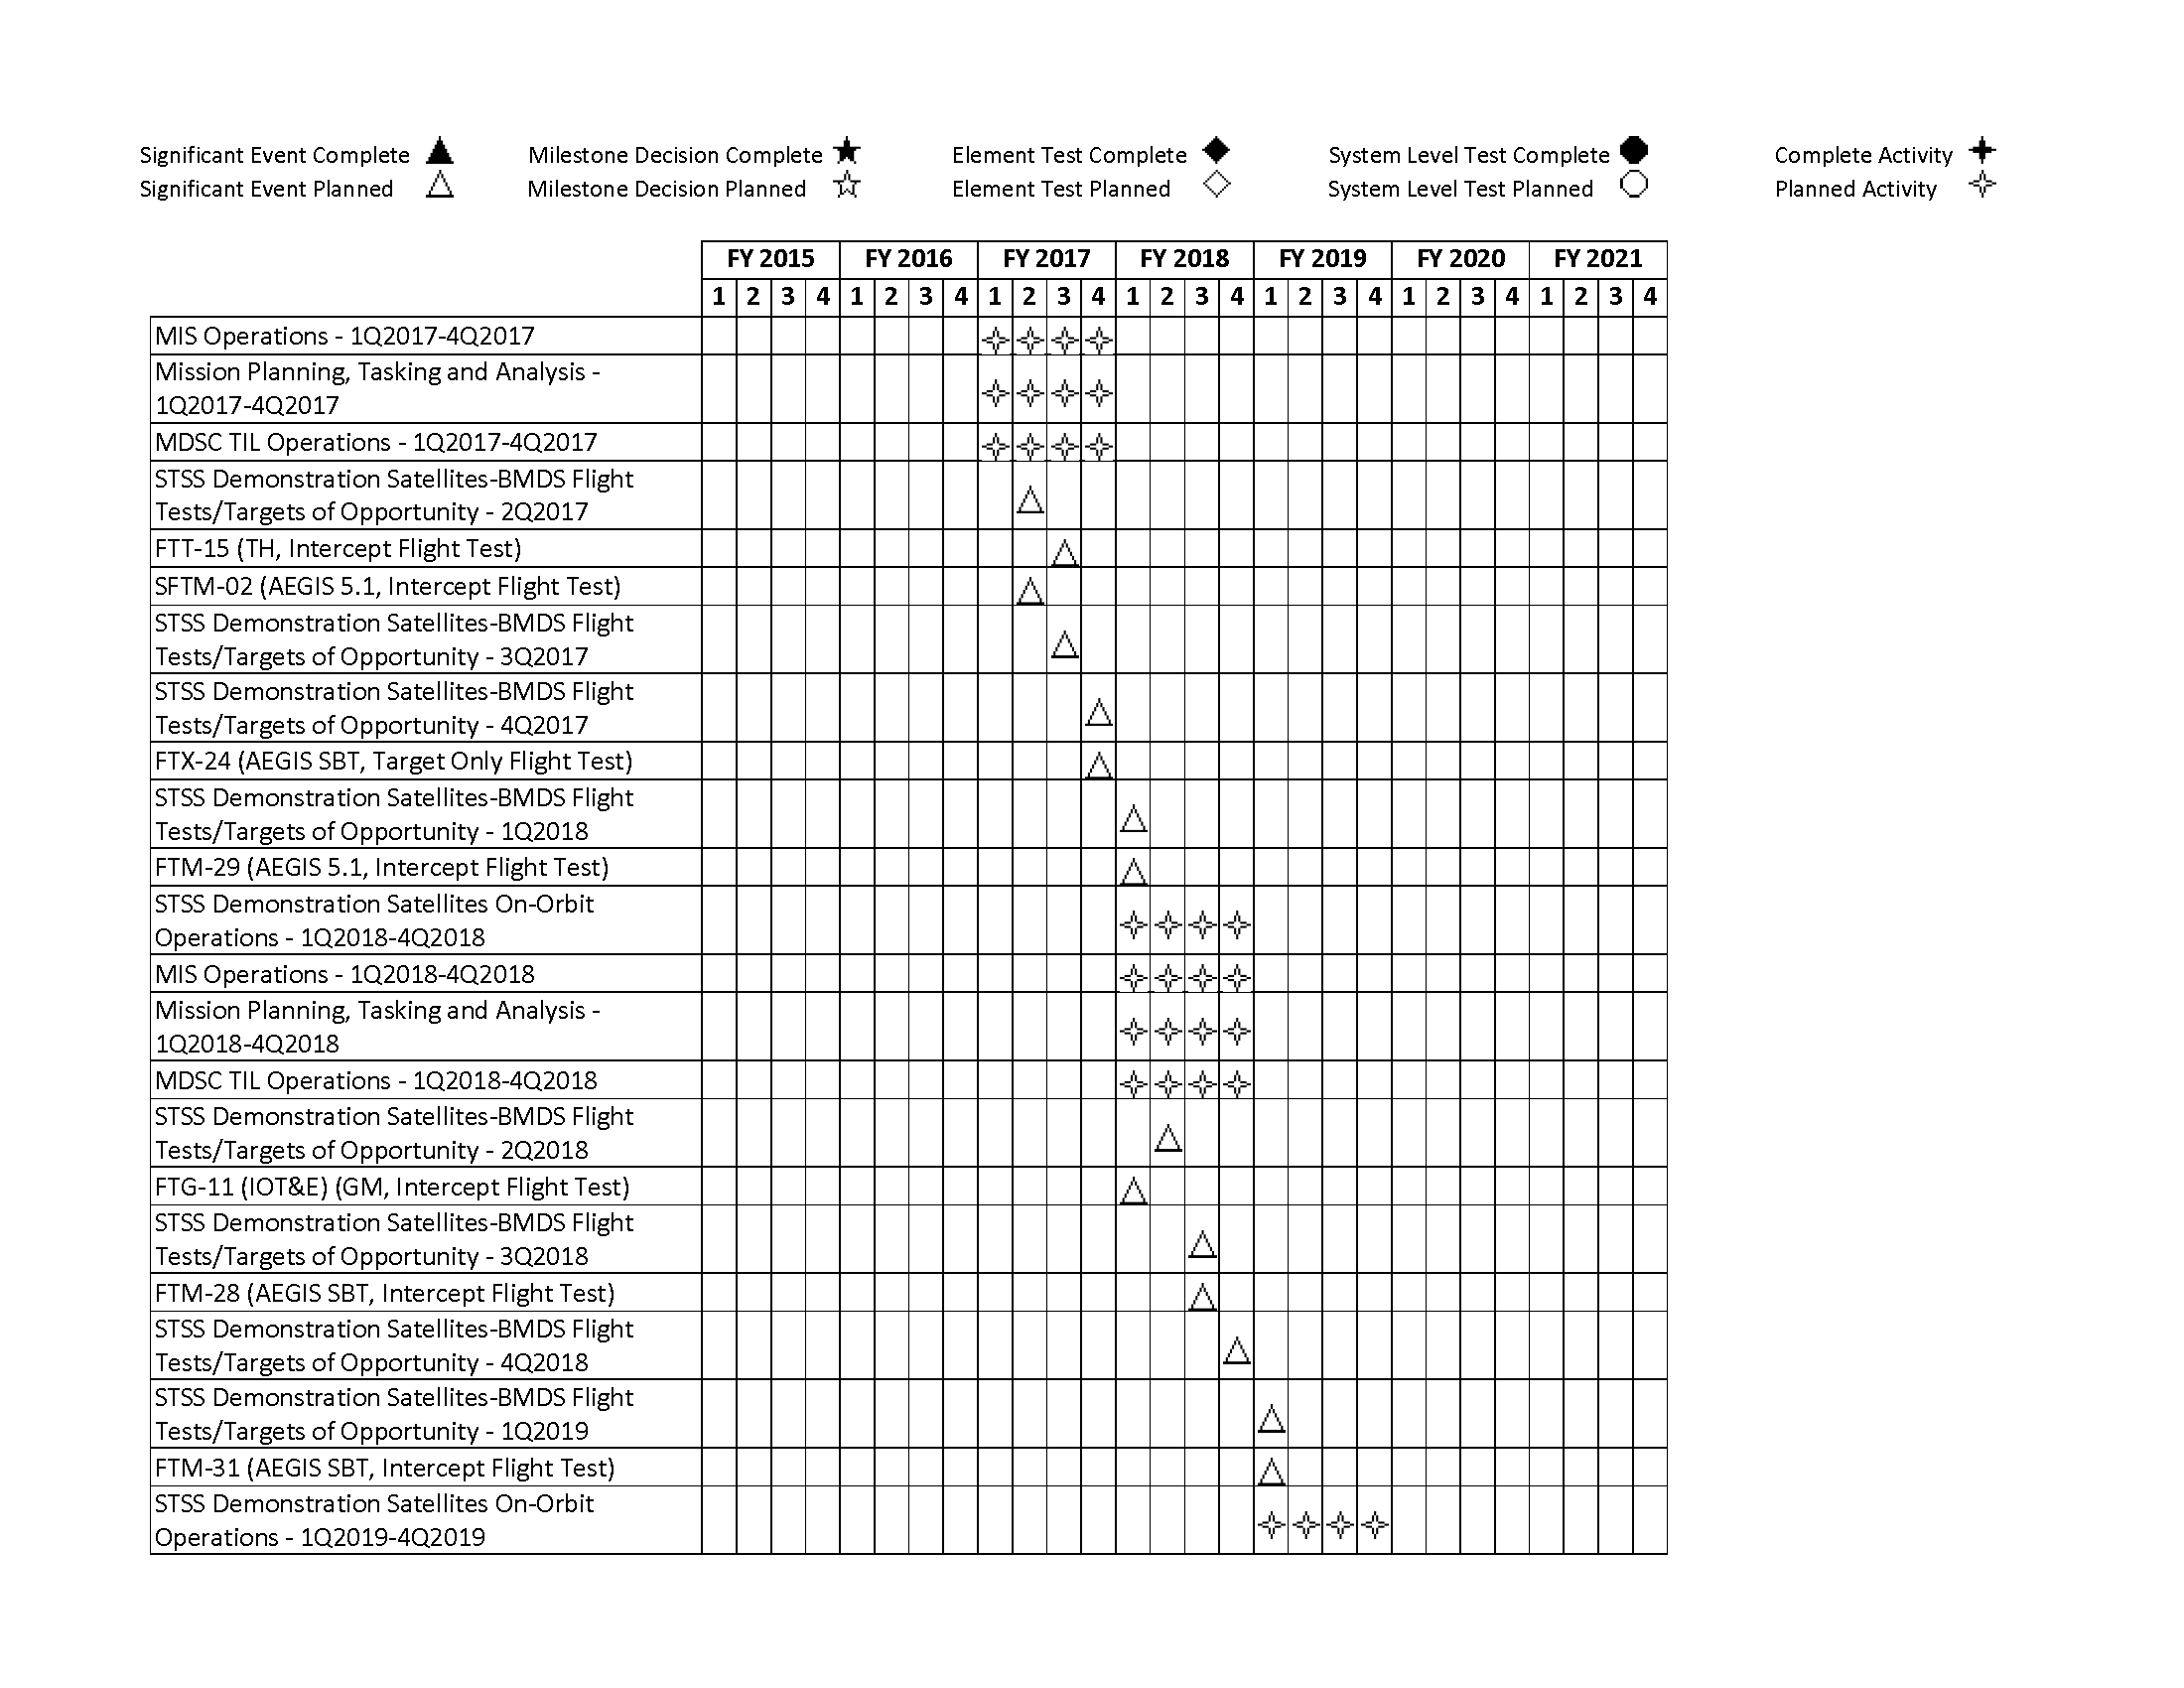 Significant Event Complete Milestone Decision Complete Element Test Complete System Level Test Complete Complete Activity
Significant Event Planned Milestone Decision Planned Element Test Planned System Level Test Planned Planned Activity
FY 2015 FY 2016 FY 2017 FY 2018 FY 2019 FY 2020 FY 2021
1 2 3 4 1 2 3 4 1 2 3 4 1 2 3 4 1 2 3 4 1 2 3 4 1 2 3 4
MIS Operations - 1Q2017-4Q2017
Mission Planning, Tasking and Analysis -
1Q2017-4Q2017
MDSC TIL Operations - 1Q2017-4Q2017
STSS Demonstration Satellites-BMDS Flight
Tests/Targets of Opportunity - 2Q2017
FTT-15 (TH, Intercept Flight Test)
SFTM-02 (AEGIS 5.1, Intercept Flight Test)
STSS Demonstration Satellites-BMDS Flight
Tests/Targets of Opportunity - 3Q2017
STSS Demonstration Satellites-BMDS Flight
Tests/Targets of Opportunity - 4Q2017
FTX-24 (AEGIS SBT, Target Only Flight Test)
STSS Demonstration Satellites-BMDS Flight
Tests/Targets of Opportunity - 1Q2018
FTM-29 (AEGIS 5.1, Intercept Flight Test)
STSS Demonstration Satellites On-Orbit
Operations - 1Q2018-4Q2018
MIS Operations - 1Q2018-4Q2018
Mission Planning, Tasking and Analysis -
1Q2018-4Q2018
MDSC TIL Operations - 1Q2018-4Q2018
STSS Demonstration Satellites-BMDS Flight
Tests/Targets of Opportunity - 2Q2018
FTG-11 (IOT&E) (GM, Intercept Flight Test)
STSS Demonstration Satellites-BMDS Flight
Tests/Targets of Opportunity - 3Q2018
FTM-28 (AEGIS SBT, Intercept Flight Test)
STSS Demonstration Satellites-BMDS Flight
Tests/Targets of Opportunity - 4Q2018
STSS Demonstration Satellites-BMDS Flight
Tests/Targets of Opportunity - 1Q2019
FTM-31 (AEGIS SBT, Intercept Flight Test)
STSS Demonstration Satellites On-Orbit
Operations - 1Q2019-4Q2019